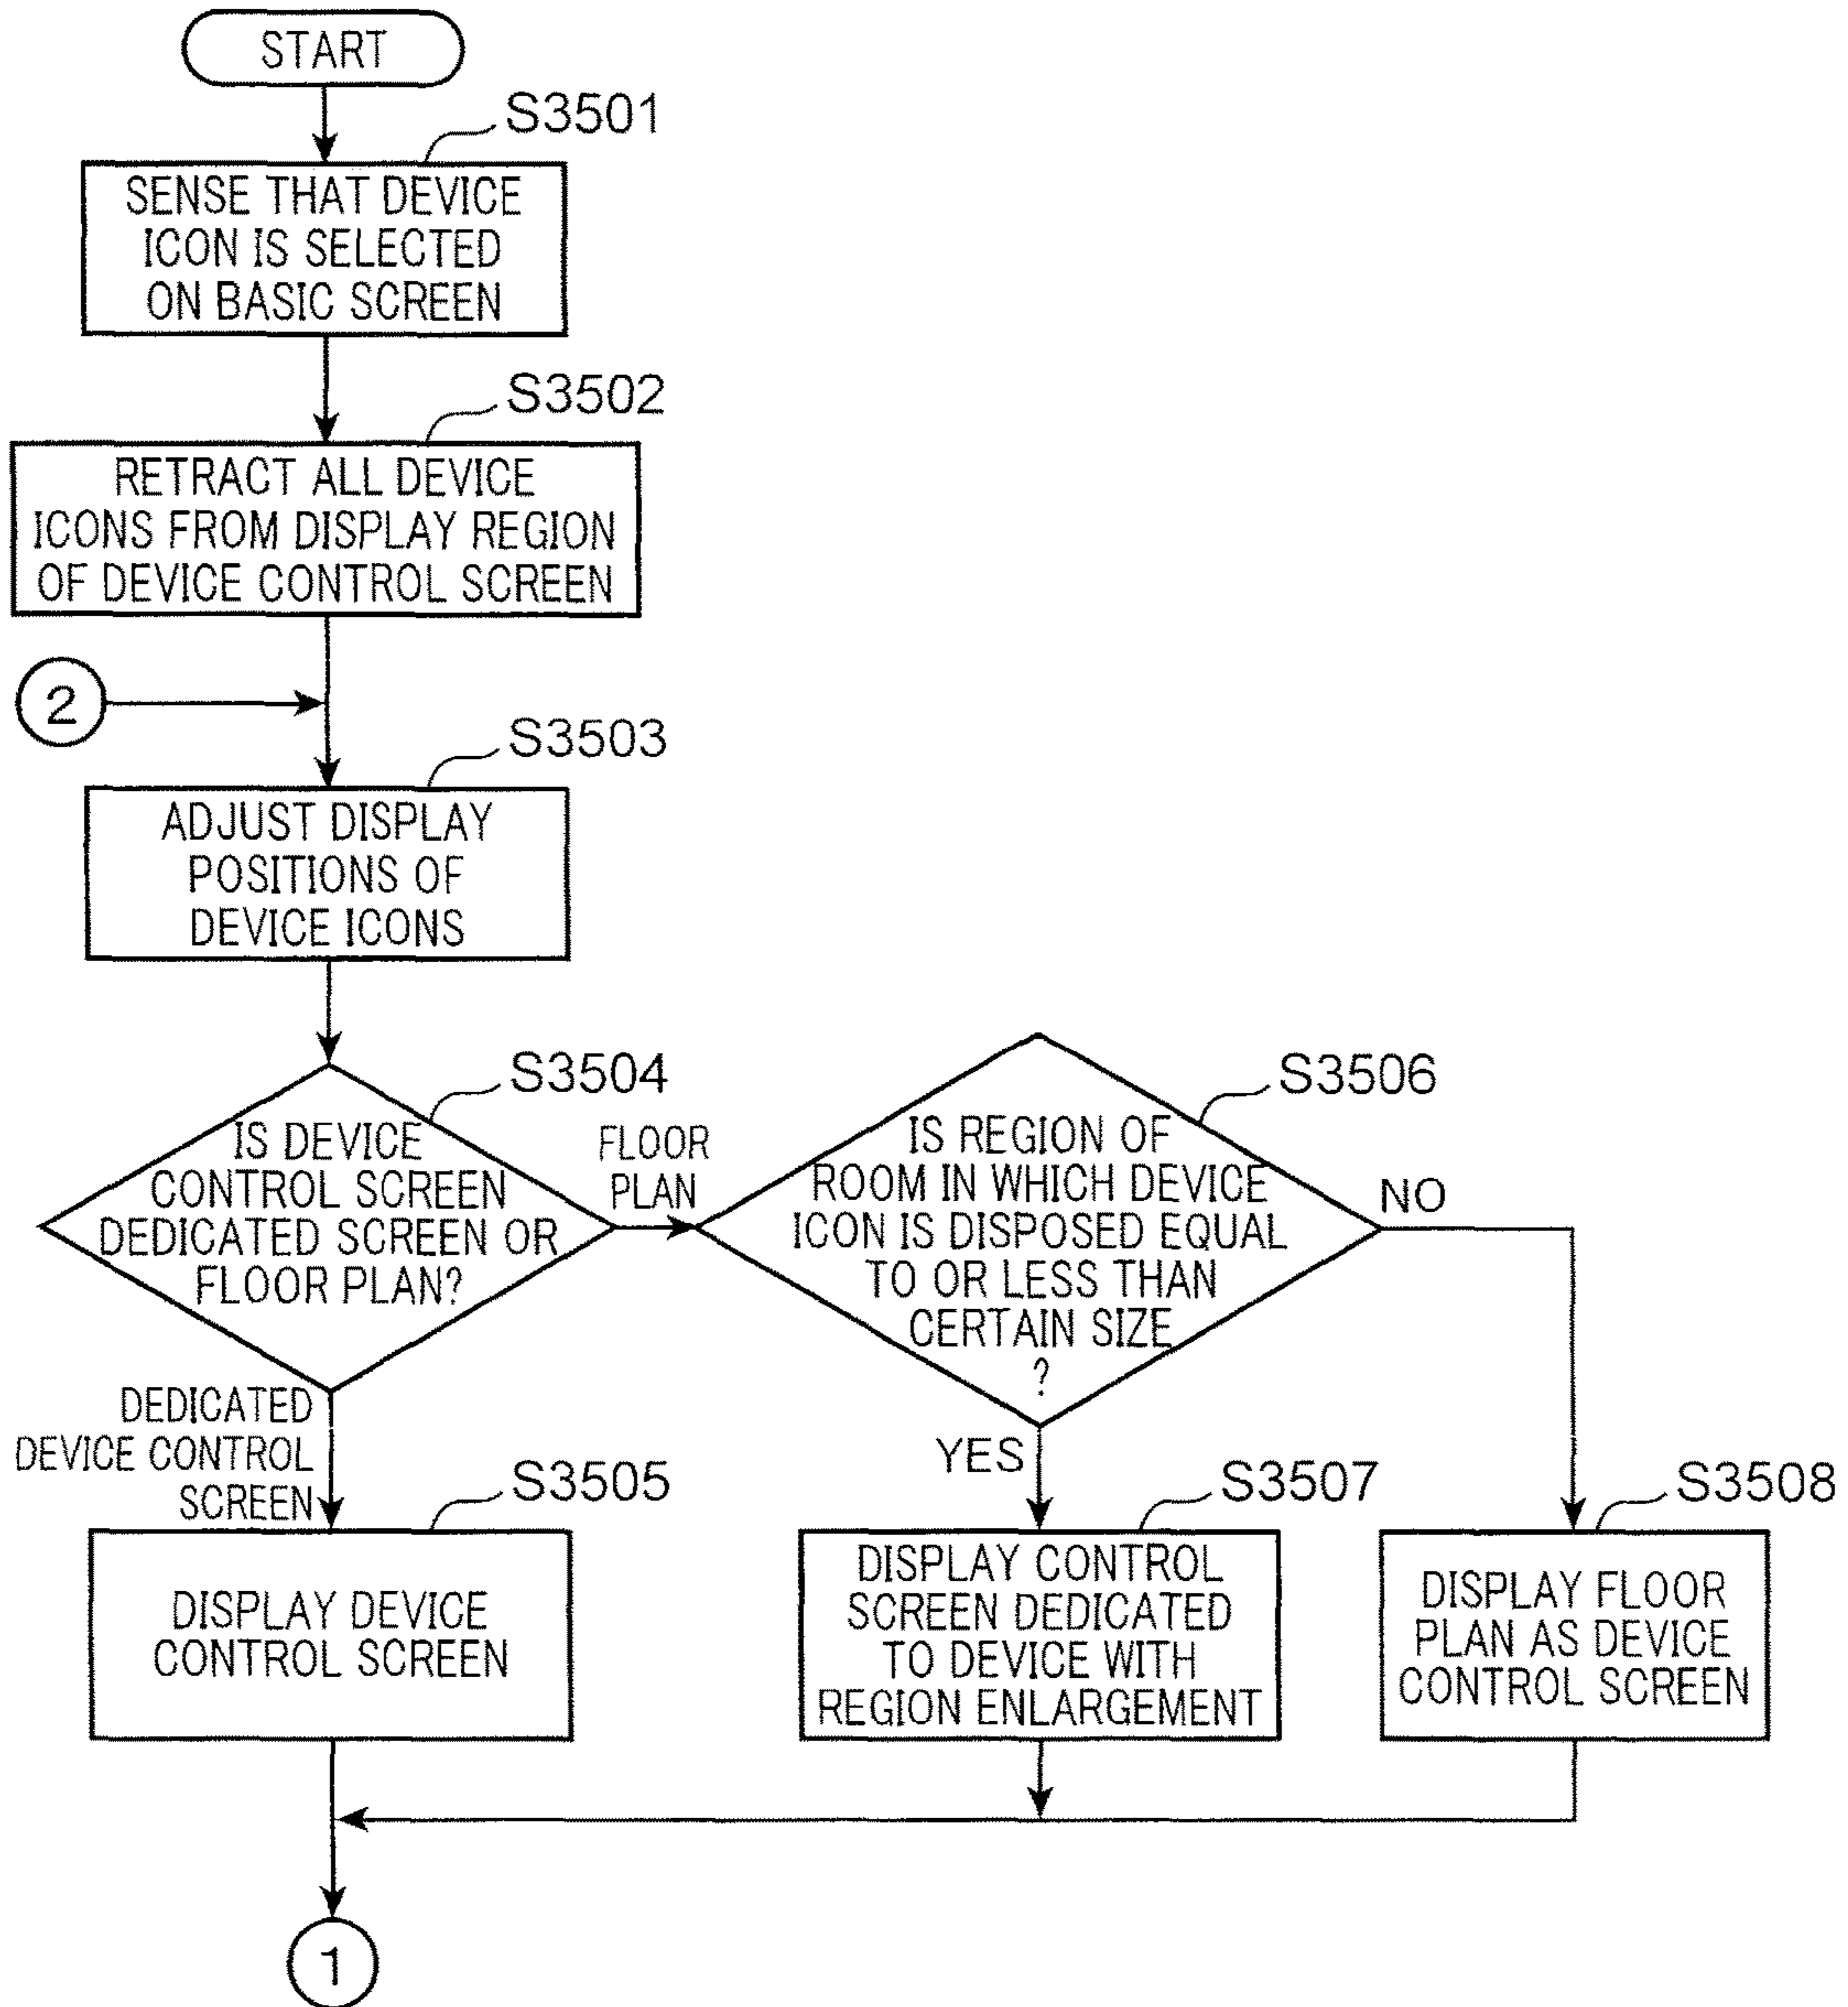 START
S3501
SENSE THAT DEVICE
ICON IS SELECTED
ON BASIC SCREEN
S3502
RETRACT ALL DEVICE
ICONS FROM DISPLAY REGION
OF DEVICE CONTROL SCREEN
2
S3503
ADJUST DISPLAY
POSITIONS OF
DEVICE ICONS
S3504
IS DEVICE
CONTROL SCREEN
DEDICATED SCREEN OR
FLOOR PLAN?
FLOOR
PLAN
S3506
IS REGION OF
ROOM IN WHICH DEVICE
ICON IS DISPOSED EQUAL
TO OR LESS THAN
CERTAIN SIZE
?
NO
DEDICATED
DEVICE CONTROL
SCREEN
YES
S3505
DISPLAY DEVICE
CONTROL SCREEN
S3507
DISPLAY CONTROL
SCREEN DEDICATED
TO DEVICE WITH
REGION ENLARGEMENT
S3508
DISPLAY FLOOR
PLAN AS DEVICE
CONTROL SCREEN
1